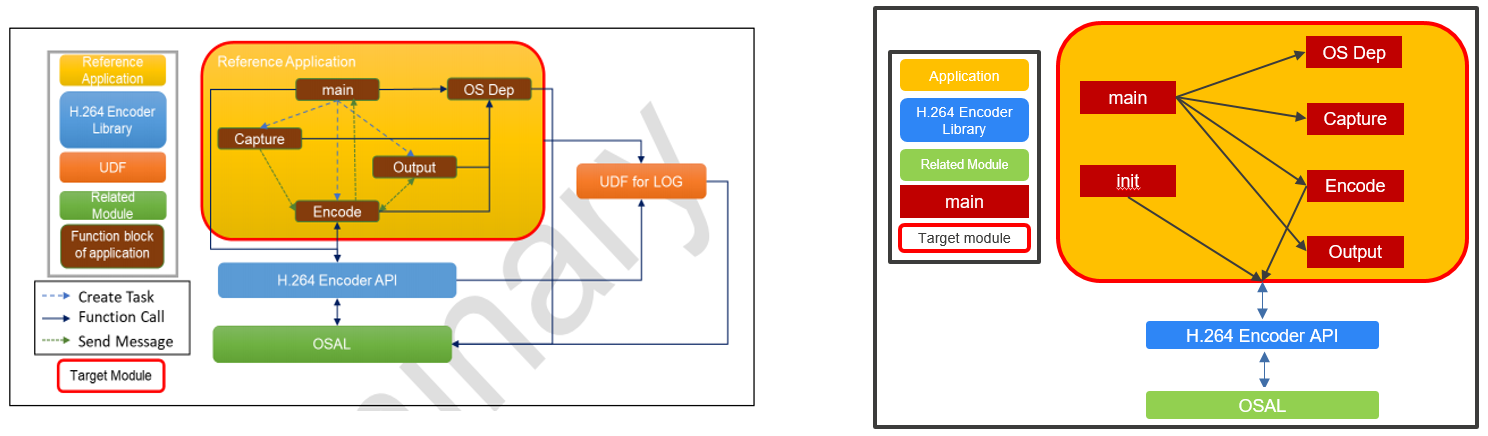 Reference
Application
H.264 Encoder
Library
UDF
Related
Module
Function block
of application
Create Task
Function Call
Send Message
Target Module
Reference Application
main
OS Dep
Capture
Output
Encode
UDF for LOG
H.264 Encoder API
OSAL
inary
Application
H.264 Encoder
Library
Related Module
main
Target module
main
init
OS Dep
Capture
Encode
Output
H.264 Encoder API
OSAL